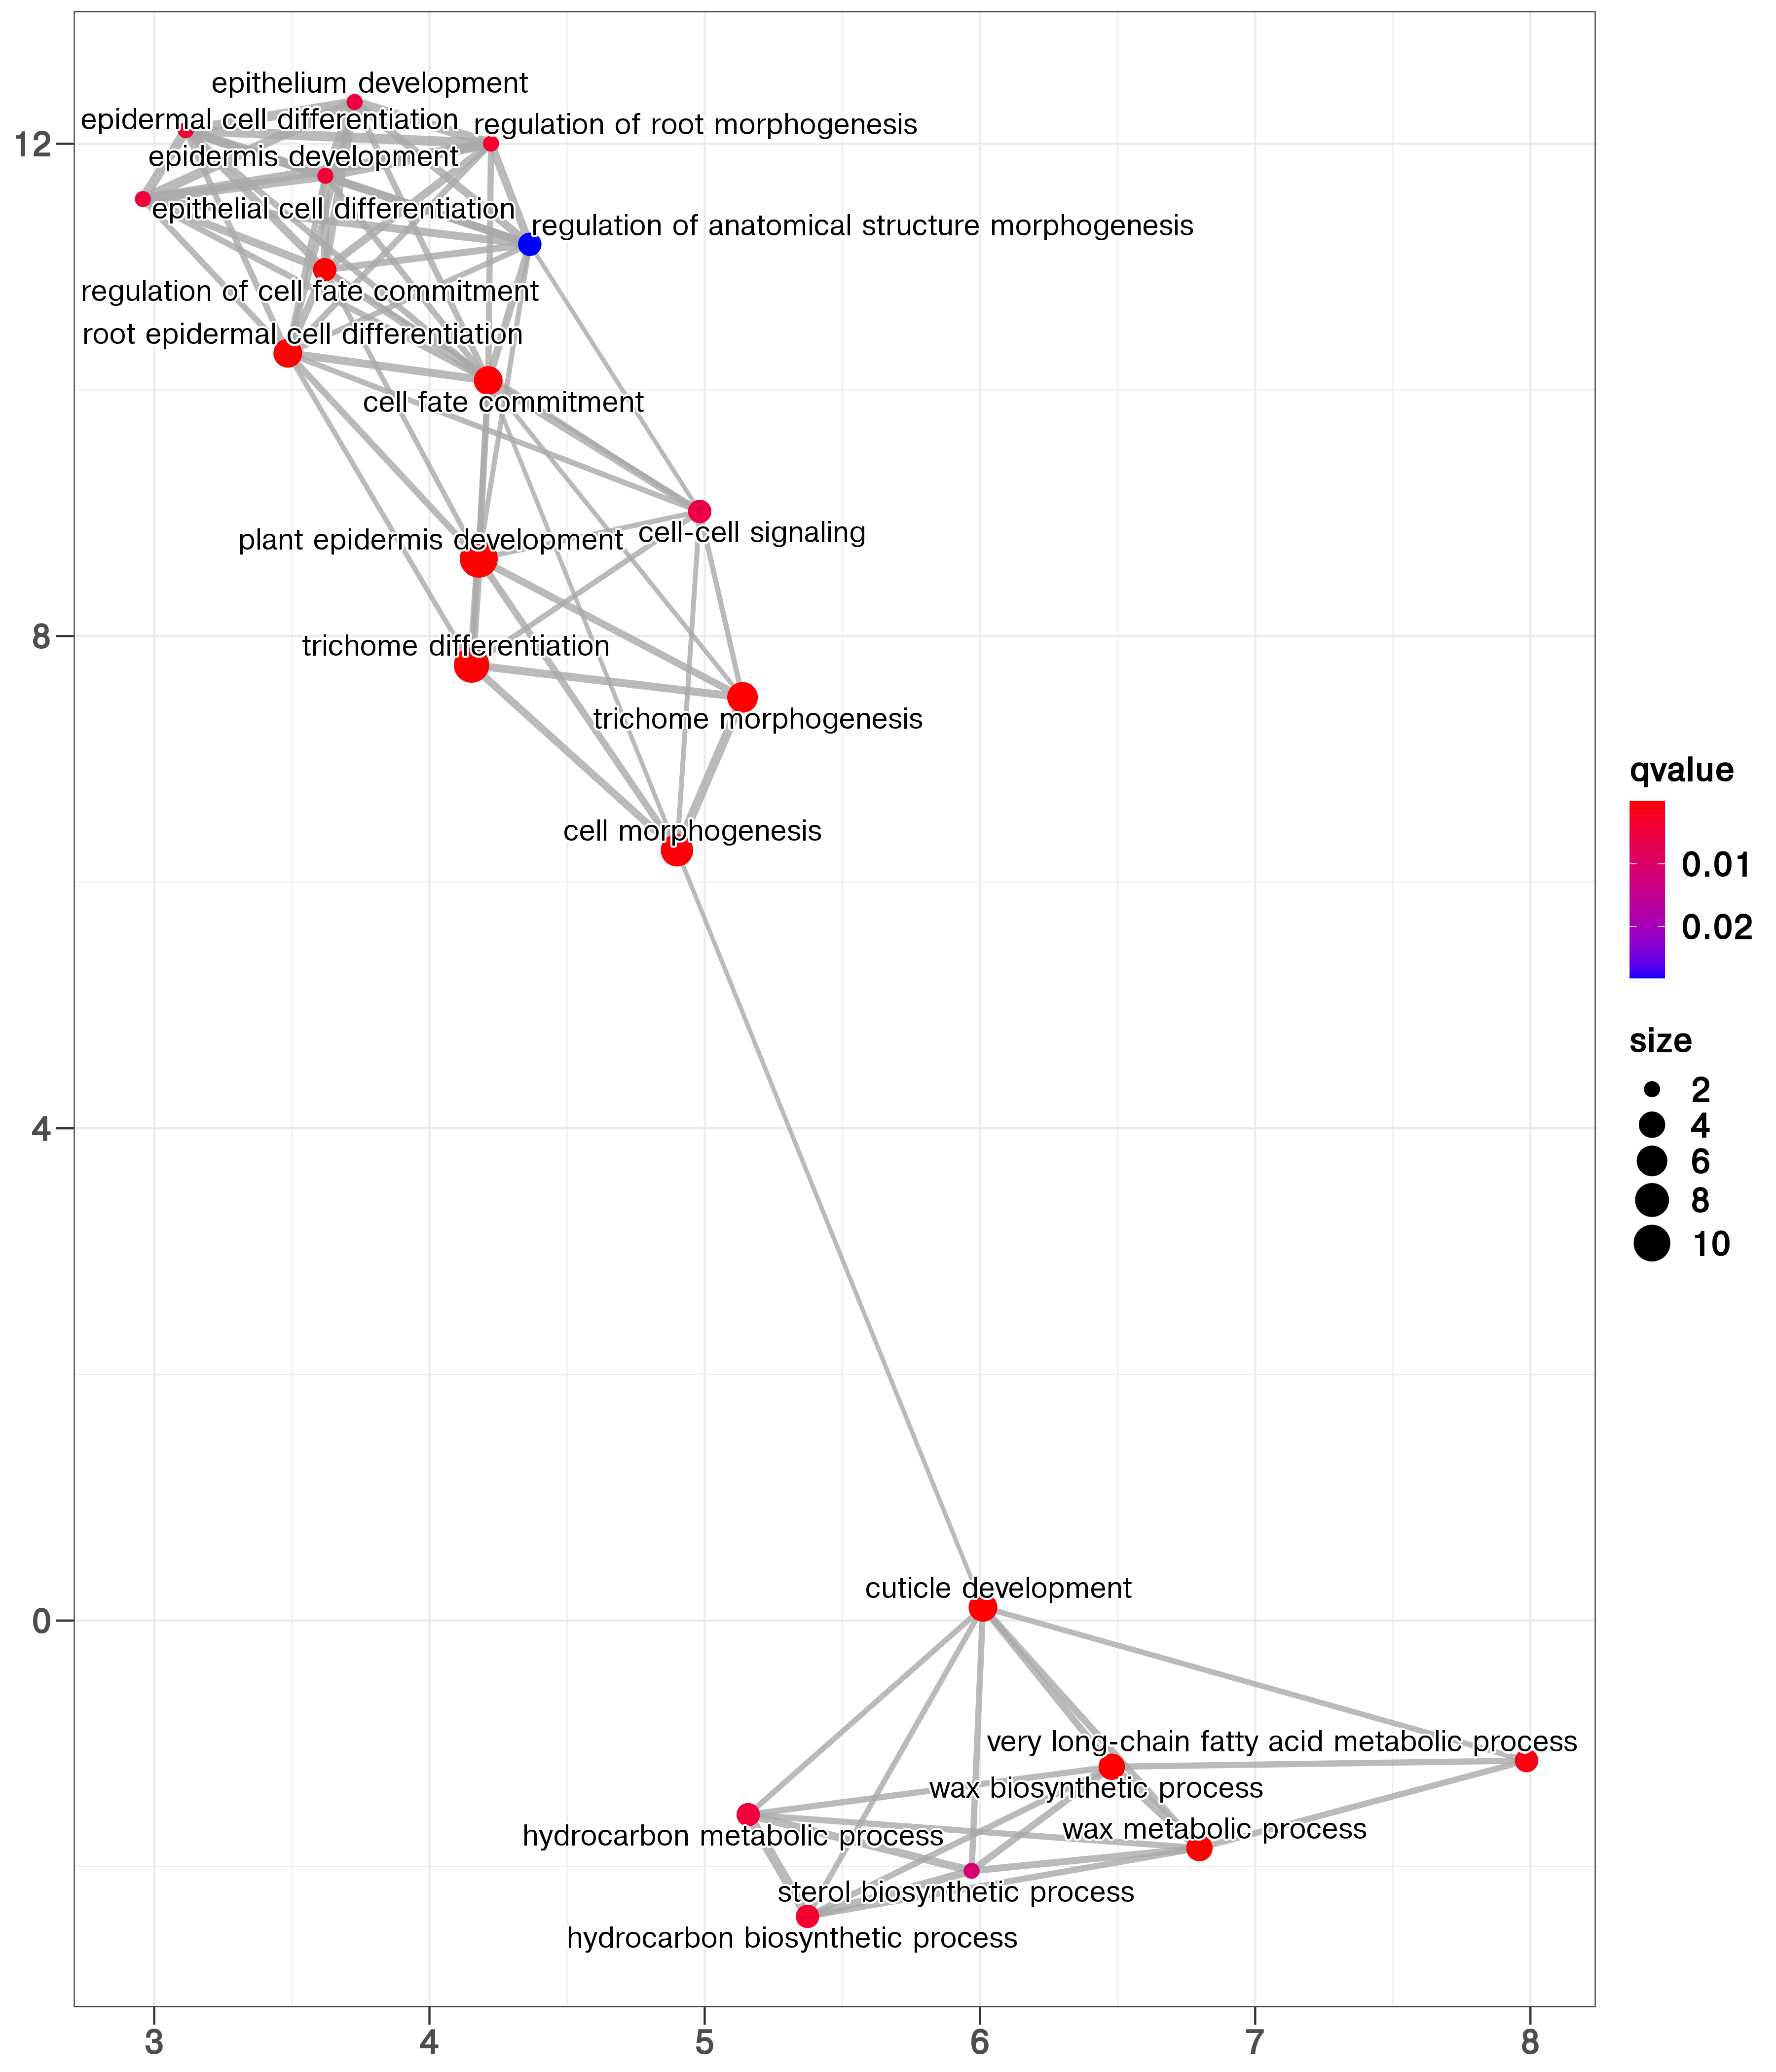 epithelium development
epidermal cell differentiation
regulation of root morphogenesis
12
epidermis development
epithelial cell differentiation
regulation of anatomical structure morphogenesis
regulation of cell fate commitment
root epidermal cell differentiation
cell fate commitment
plant epidermis development
cell-cell signaling
8
trichome differentiation
trichome morphogenesis
cell morphogenesis
4
cuticle development
0
very long-chain fatty acid metabolic process
wax biosynthetic process
wax metabolic process
hydrocarbon metabolic process
sterol biosynthetic process
hydrocarbon biosynthetic process
3 4 5 6 7 8
qvalue
0.01
0.02
size
2
4
6
8
10